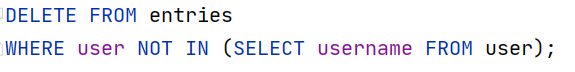 DELETE FROM entries
WHERE user NOT IN (SELECT username FROM user);